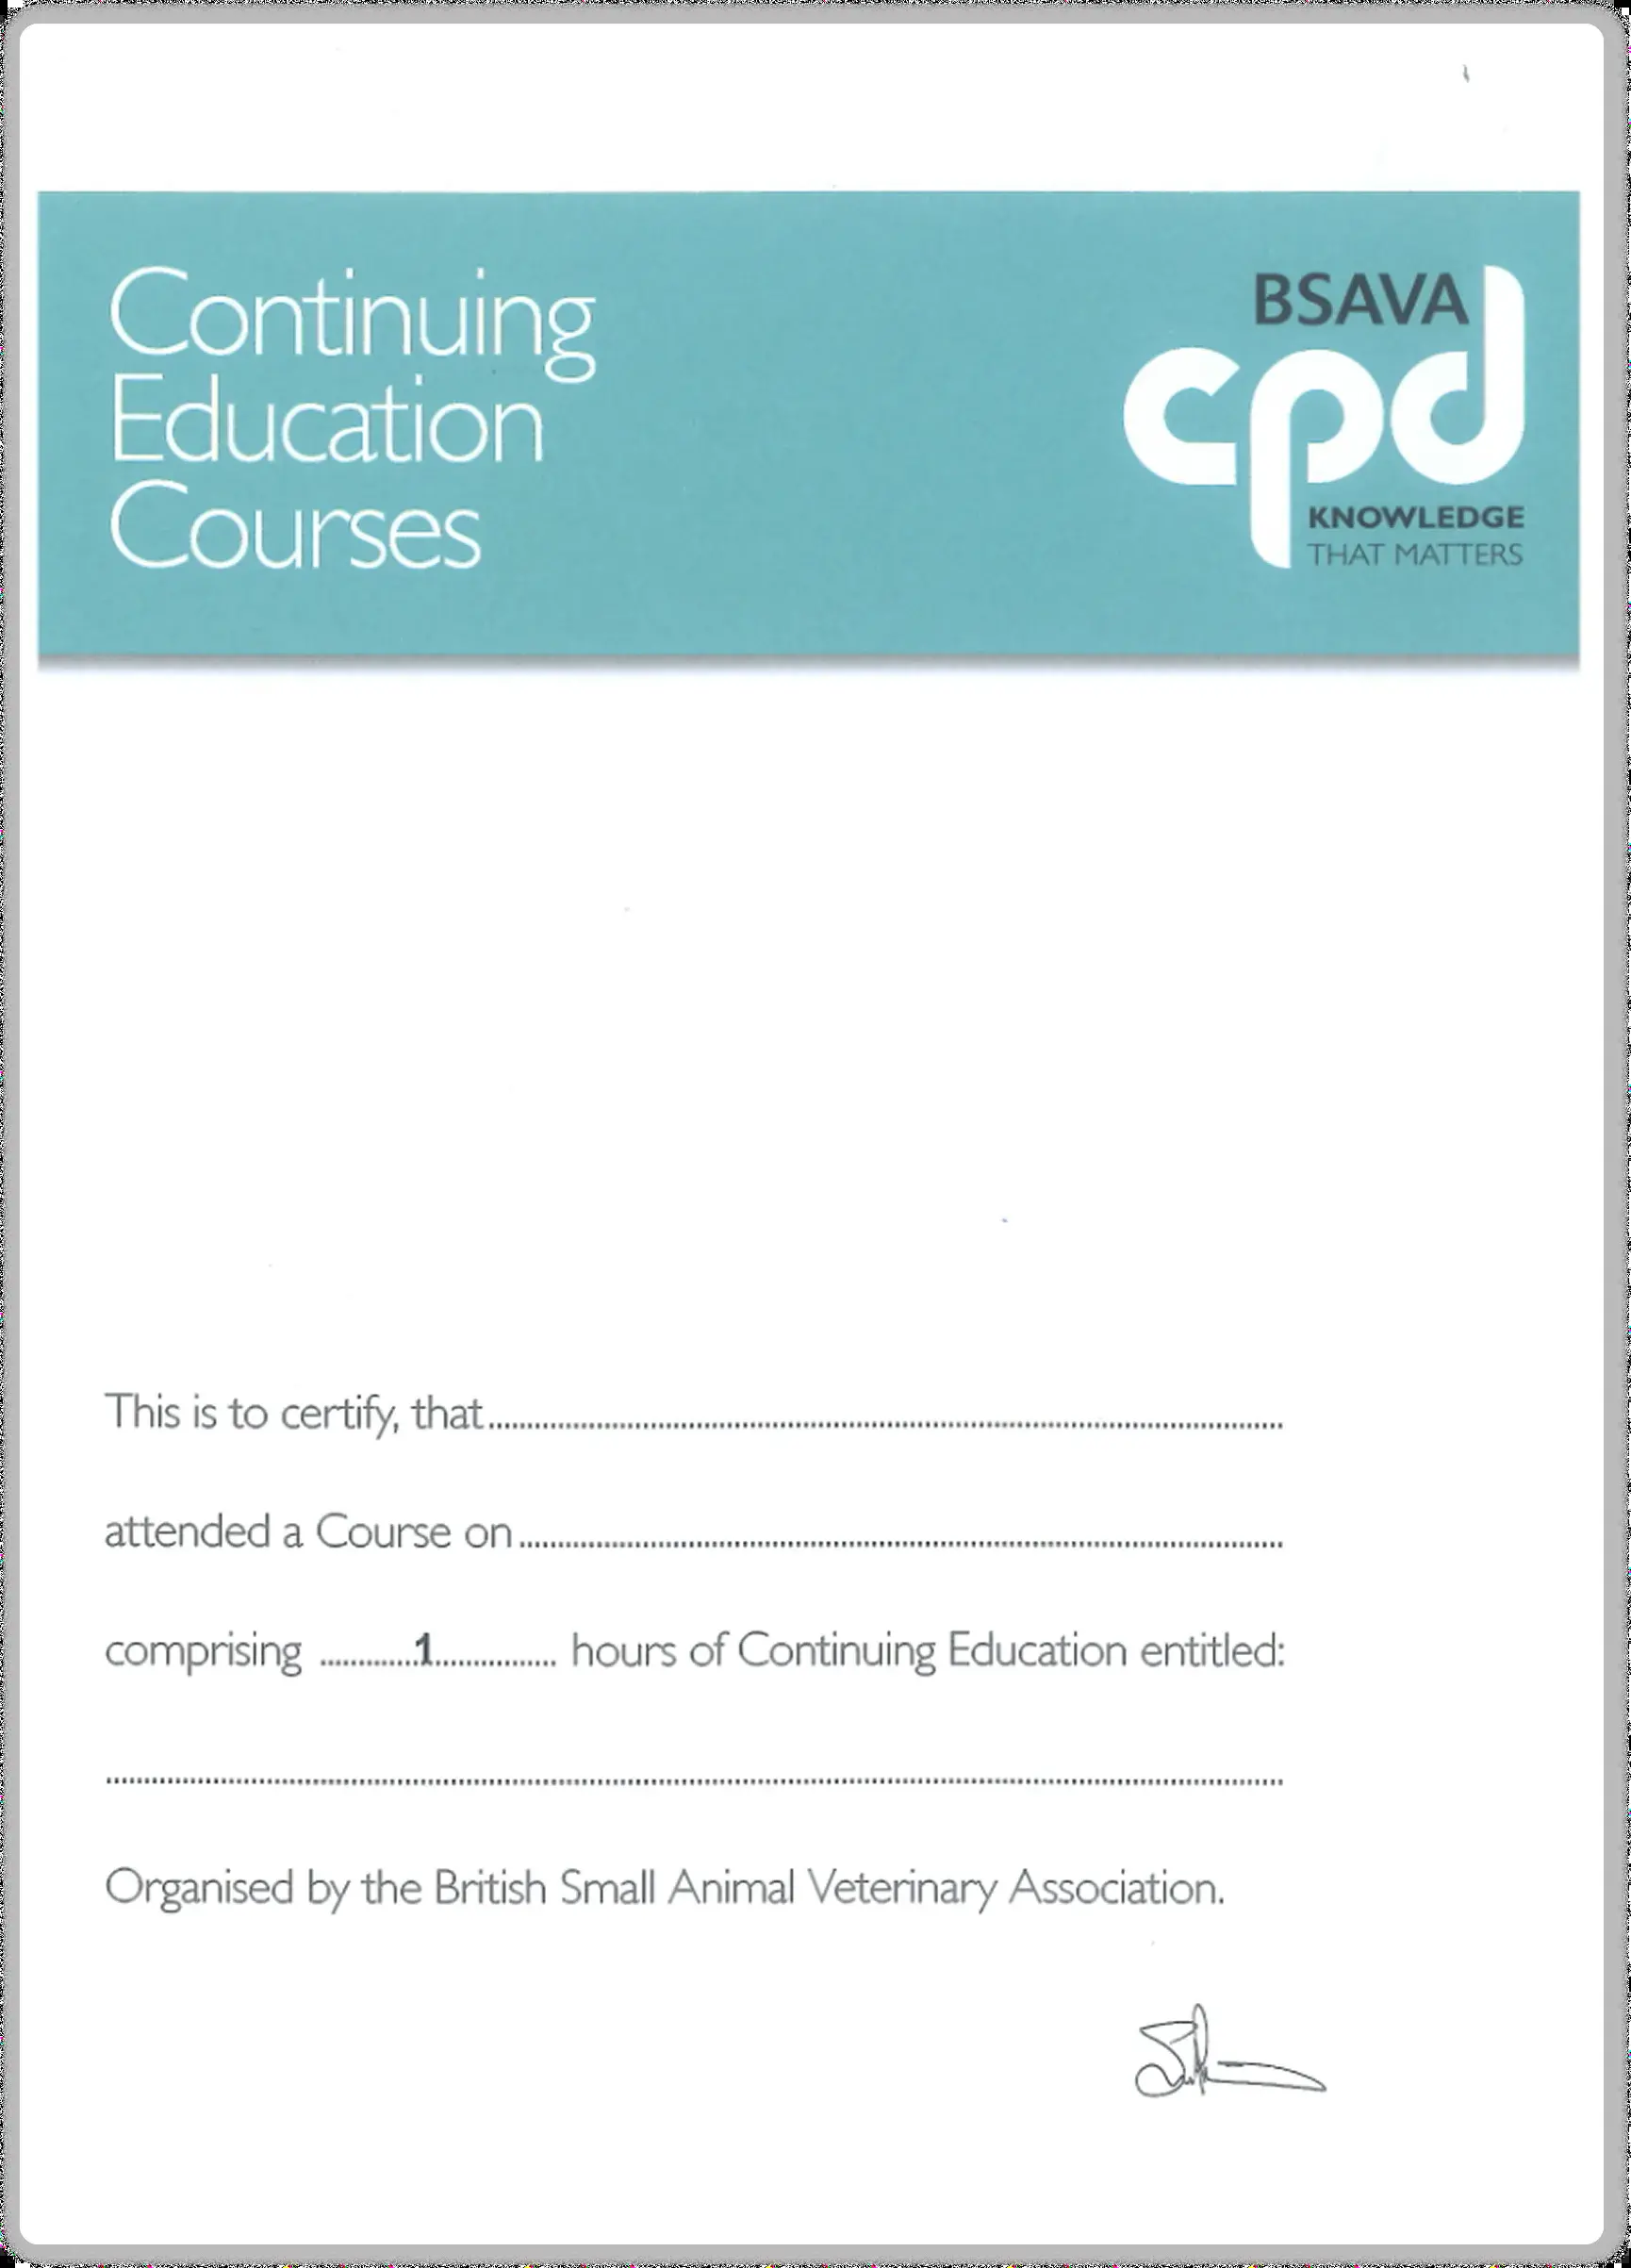 Continuing
Education
Courses
BSAVA
cpd
KNOWLEDGE
THAT MATTERS
This is to certify, that
attended a Course on
comprising 1 hours of Continuing Education entitled:
Organised by the British Small Animal Veterinary Association.